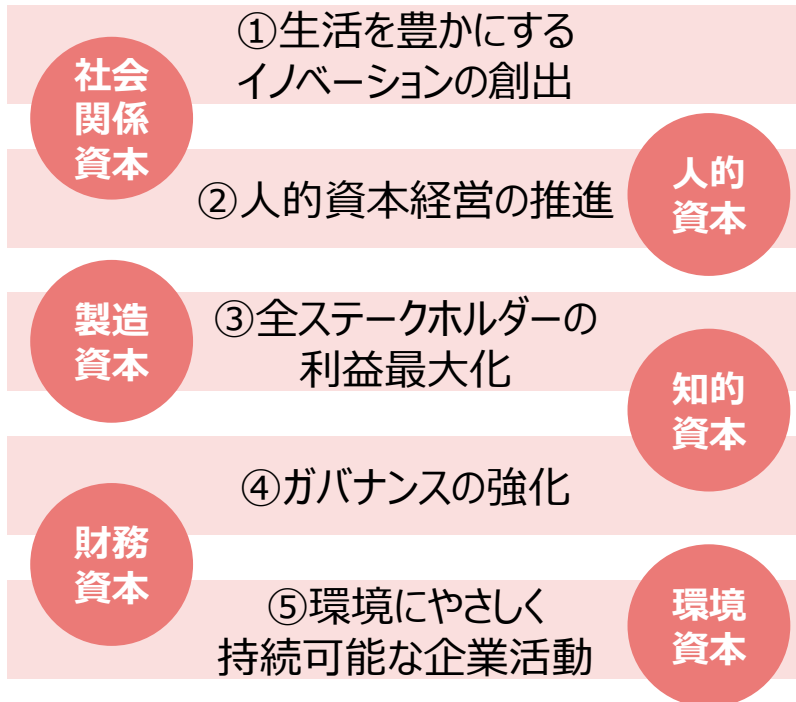 ①生活を豊かにする
イノベーションの創出
社会
関係
資本
②人的資本経営の推進
人的
資本
製造
資本
③全ステークホルダーの
利益最大化
知的
資本
④ガバナンスの強化
財務
資本
⑤環境にやさしく
持続可能な企業活動
環境
資本